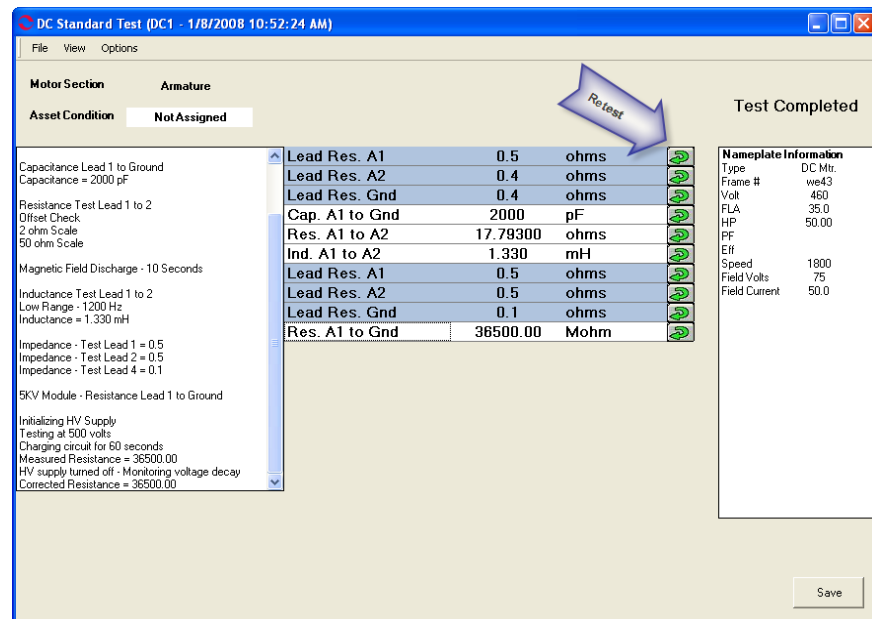 DC Standard Test (DC1 - 1/8/2008 10:52:24 AM)
File View Options
Motor Section Armature
Asset Condition Not Assigned
Retest
Test Completed
Capacitance Lead 1 to Ground
Capacitance = 2000 pF
Resistance Test Lead 1 to 2
Offset Check
2 ohm Scale
50 ohm Scale
Magnetic Field Discharge - 10 Seconds
Inductance Test Lead 1 to 2
Low Range - 1200 Hz
Inductance = 1.330 mH
Impedance - Test Lead 1 = 0.5
Impedance - Test Lead 2 = 0.5
Impedance - Test Lead 4 = 0.1
5KV Module - Resistance Lead 1 to Ground
Initializing HV Supply
Testing at 500 volts
Charging circuit for 60 seconds
Measured Resistance = 36500.00
HV supply turned off - Monitoring voltage decay
Corrected Resistance = 36500.00
Lead Res. A1 0.5 ohms
Lead Res. A2 0.4 ohms
Lead Res. Gnd 0.4 ohms
Cap. A1 to Gnd 2000 pF
Res. A1 to A2 17.79300 ohms
Ind. A1 to A2 1.330 mH
Lead Res. A1 0.5 ohms
Lead Res. A2 0.5 ohms
Lead Res. Gnd 0.1 ohms
Res. A1 to Gnd 36500.00 Mohm
Nameplate Information
Type DC Mtr.
Frame # we43
Volt 460
FLA 35.0
HP 50.00
PF
Eff
Speed 1800
Field Volts 75
Field Current 50.0
Save